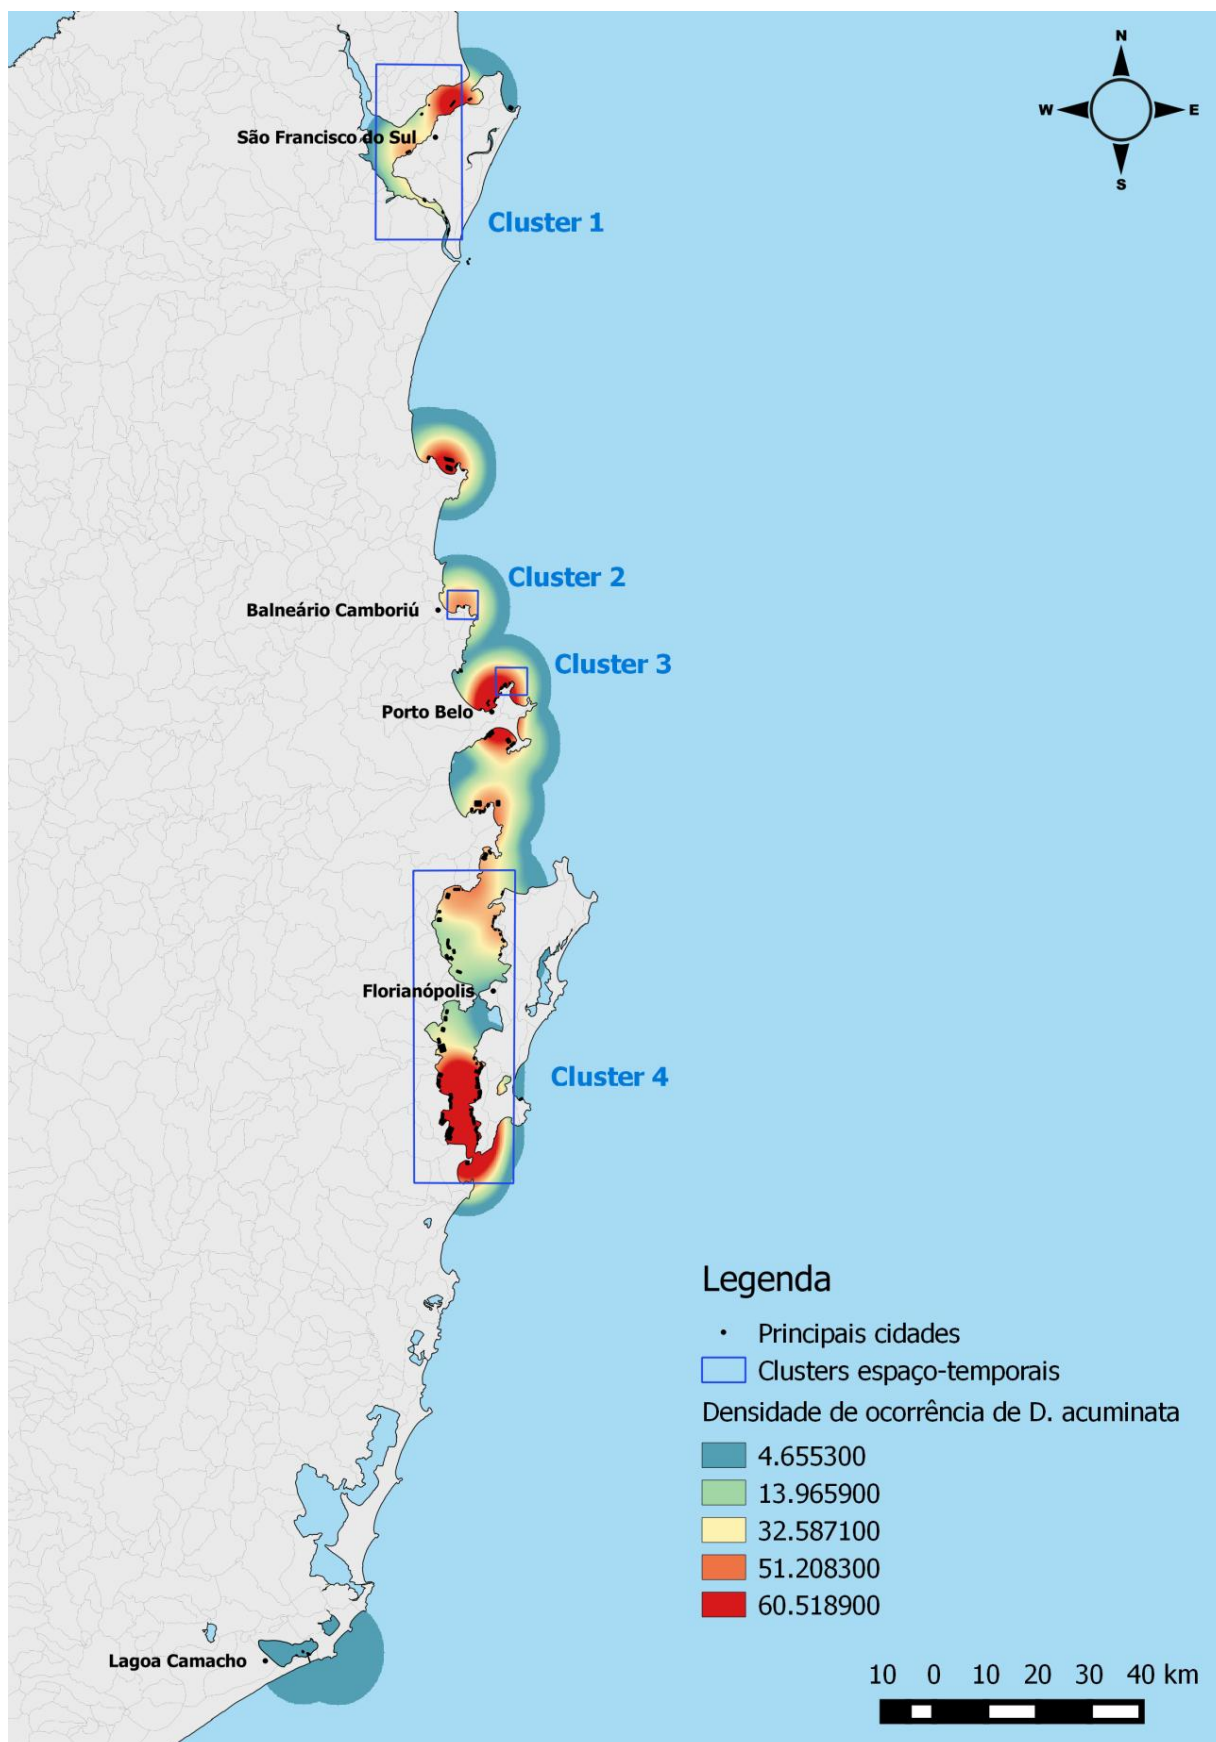 N
W E
S
São Francisco do Sul
Cluster 1
Cluster 2
Balneário Camboriú
Cluster 3
Porto Belo
Florianópolis
Cluster 4
Legenda
Principais cidades
Clusters espaço-temporais
Densidade de ocorrência de D. acuminata
4.655300
13.965900
32.587100
51.208300
60.518900
Lagoa Camacho
10 0 10 20 30 40 km